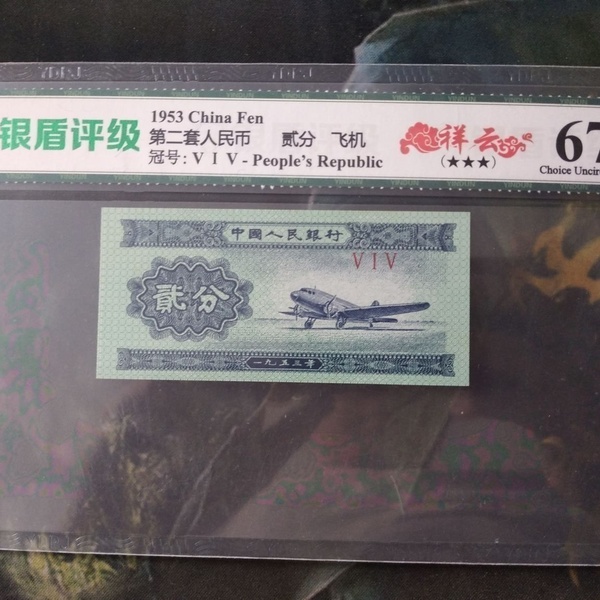 银盾评级
1953 China Fen
第二套人民币 贰分 飞机
冠号: V I V - People's Republic
祥云
(★★★)
67
Choice Uncirc
中國人民銀行
V I V
貳分
一九五三年